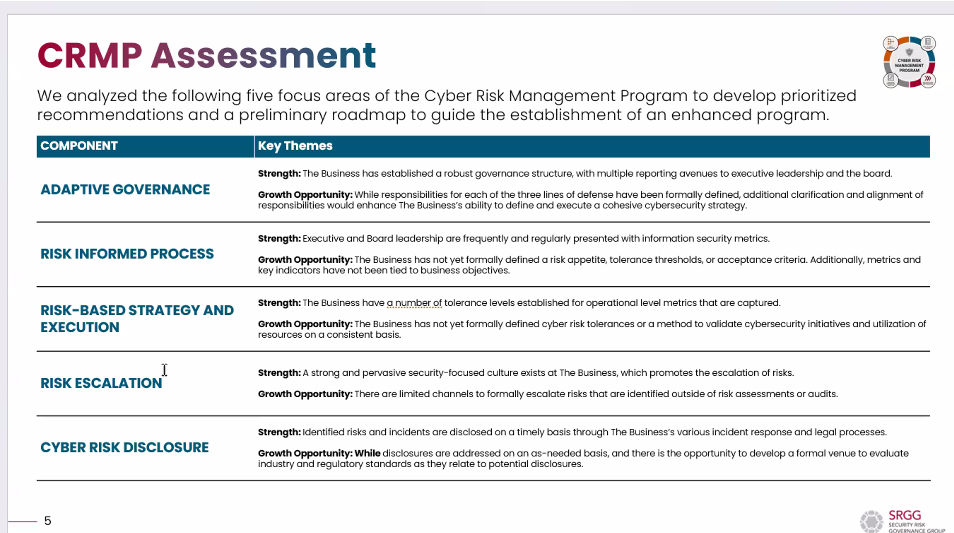 CRMP Assessment
We analyzed the following five focus areas of the Cyber Risk Management Program to develop prioritized
recommendations and a preliminary roadmap to guide the establishment of an enhanced program.
CYBER RISK
MANAGEMENT
PROGRAM
COMPONENT
Key Themes
ADAPTIVE GOVERNANCE
Strength: The Business has established a robust governance structure, with multiple reporting avenues to executive leadership and the board.
Growth Opportunity: While responsibilities for each of the three lines of defense have been formally defined, additional clarification and alignment of
responsibilities would enhance The Business's ability to define and execute a cohesive cybersecurity strategy.
RISK INFORMED PROCESS
Strength: Executive and Board leadership are frequently and regularly presented with information security metrics.
Growth Opportunity: The Business has not yet formally defined a risk appetite, tolerance thresholds, or acceptance criteria. Additionally, metrics and
key indicators have not been tied to business objectives.
RISK-BASED STRATEGY AND
EXECUTION
Strength: The Business have a number of tolerance levels established for operational level metrics that are captured.
Growth Opportunity: The Business has not yet formally defined cyber risk tolerances or a method to validate cybersecurity initiatives and utilization of
resources on a consistent basis.
RISK ESCALATION
Strength: A strong and pervasive security-focused culture exists at The Business, which promotes the escalation of risks.
Growth Opportunity: There are limited channels to formally escalate risks that are identified outside of risk assessments or audits.
CYBER RISK DISCLOSURE
Strength: Identified risks and incidents are disclosed on a timely basis through The Business's various incident response and legal processes.
Growth Opportunity: While disclosures are addressed on an as-needed basis, and there is the opportunity to develop a formal venue to evaluate
industry and regulatory standards as they relate to potential disclosures.
5
SRGG
SECURITY RISK
GOVERNANCE GROUP